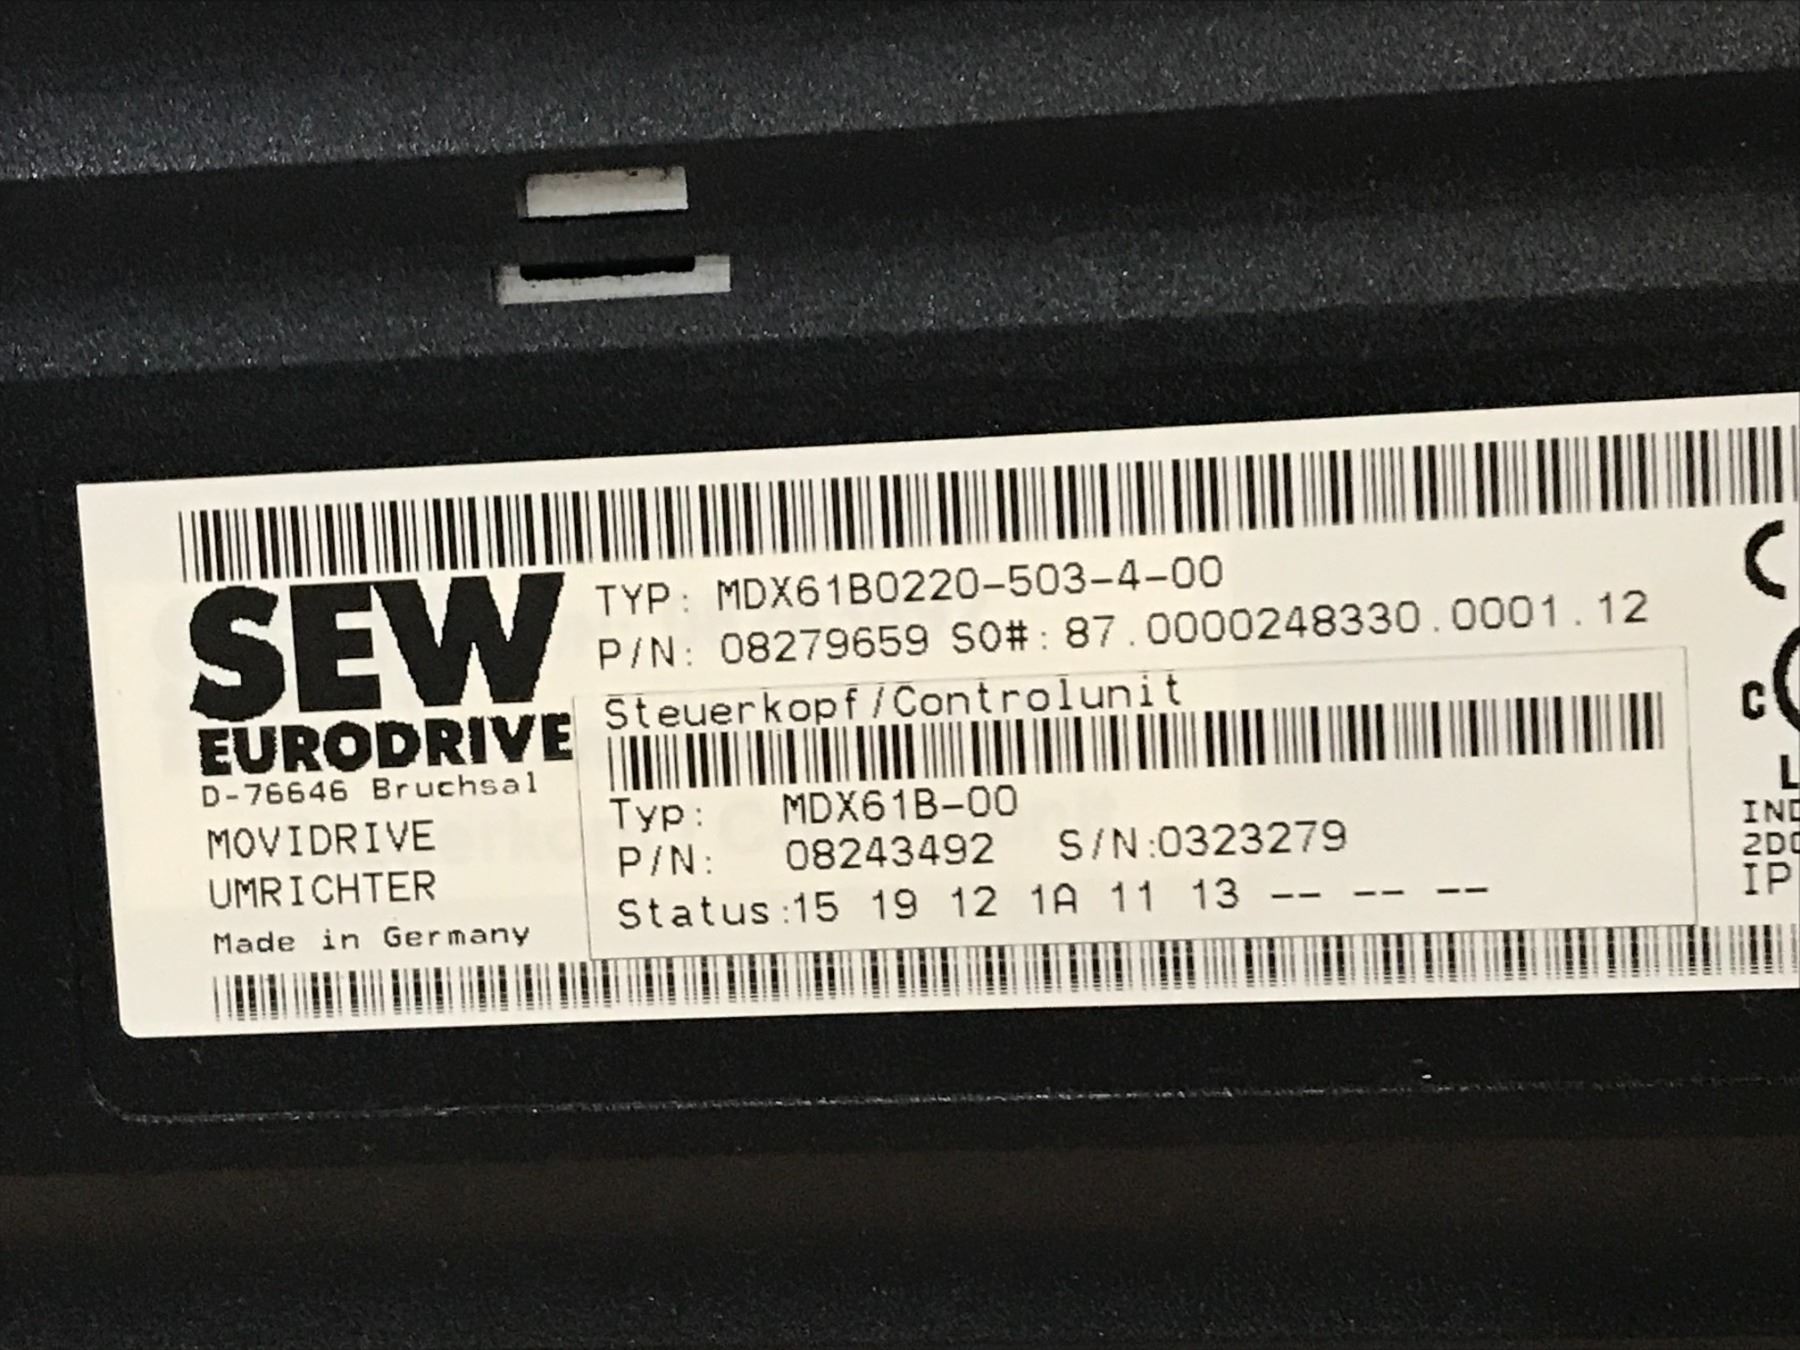 SEW
EURODRIVE
D-76646 Bruchsal
MOVIDRIVE
UMRICHTER
Made in Germany
TYP: MDX61B0220-503-4-00
P/N: 08279659 SO#: 87.0000248330.0001.12
Steuerkopf/Controlunit
Typ: MDX61B-00
P/N: 08243492 S/N:0323279
Status:15 19 12 1A 11 13 -- -- --
IP